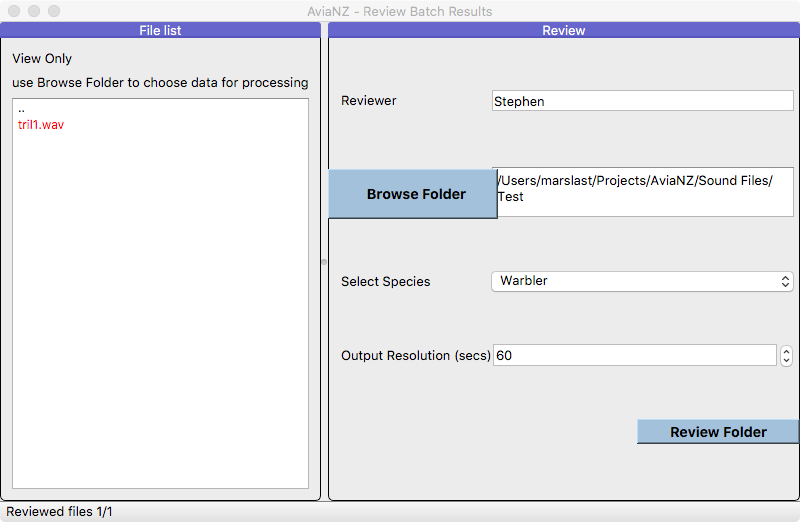 AviaNZ - Review Batch Results
File list
View Only
use Browse Folder to choose data for processing
..
tril1.wav
Review
Reviewer
Stephen
Browse Folder
/Users/marslast/Projects/AviaNZ/Sound Files/
Test
Select Species
Warbler
Output Resolution (secs)
60
Review Folder
Reviewed files 1/1